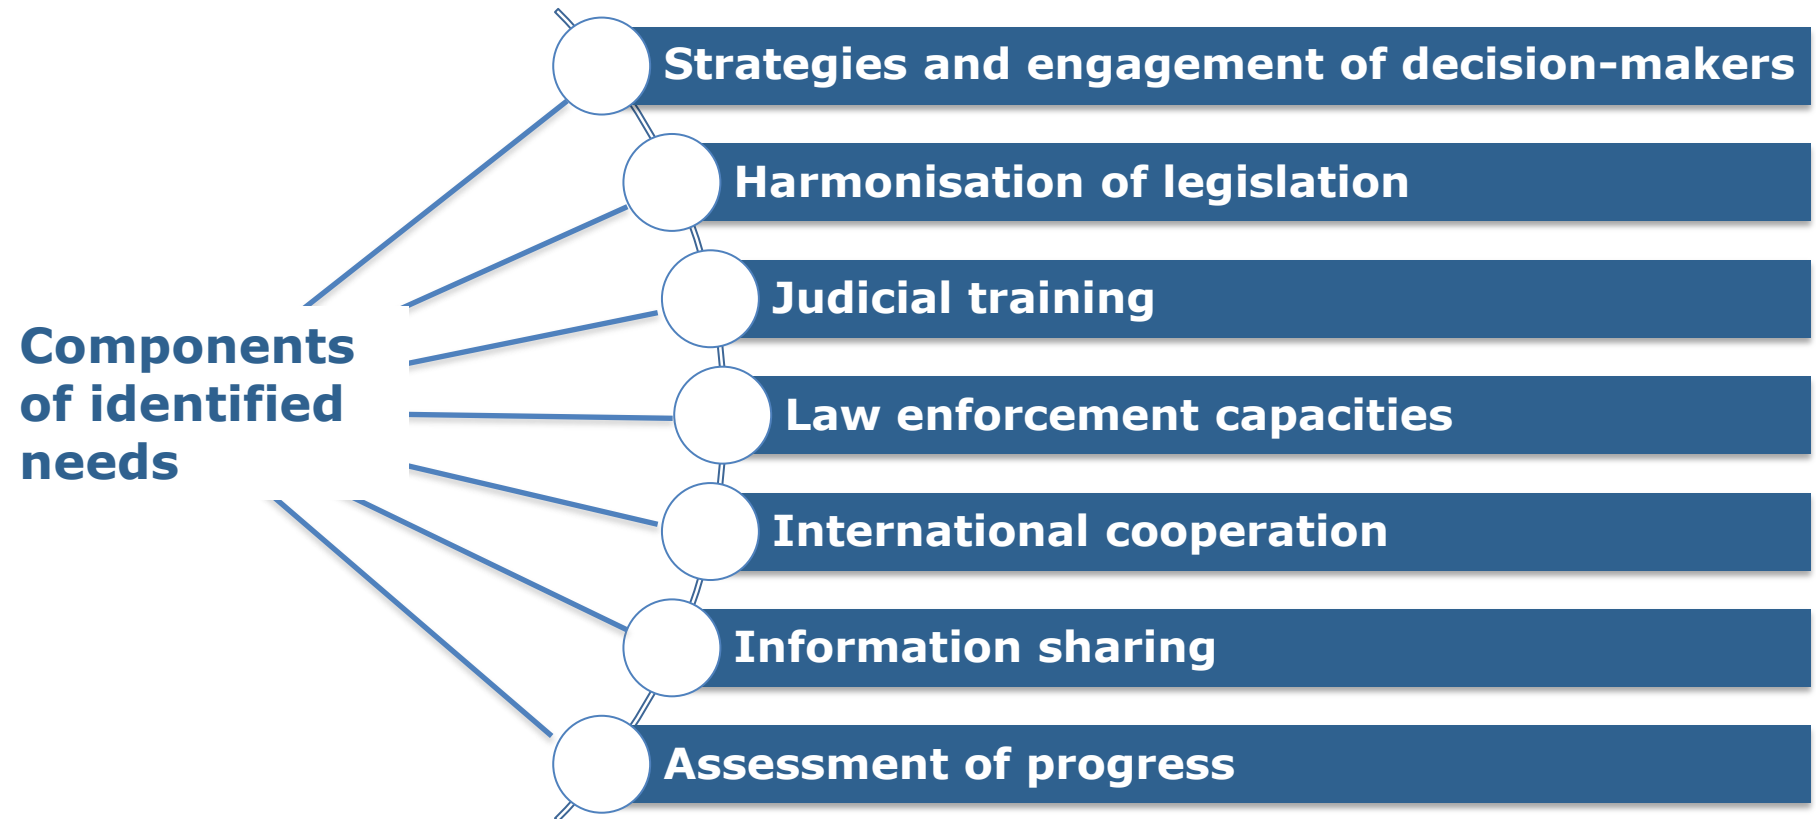 Strategies and engagement of decision-makers
Harmonisation of legislation
Judicial training
Components
of identified
needs
Law enforcement capacities
International cooperation
Information sharing
Assessment of progress